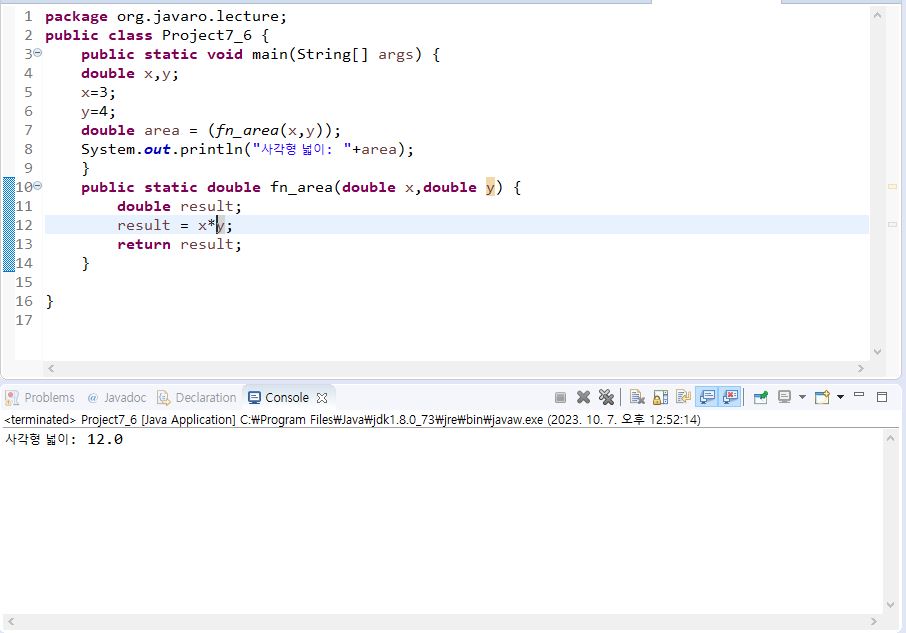 1 package org.javaro.lecture;
2 public class Project7_6 {
3 public static void main(String[] args) {
4 double x,y;
5 x=3;
6 y=4;
7 double area = (fn_area(x,y));
8 System.out.println("사각형 넓이: "+area);
9 }
10 public static double fn_area(double x,double y) {
11 double result;
12 result = x*y;
13 return result;
14 }
15
16 }
17
Problems @ Javadoc Declaration Console
<terminated> Project7_6 [Java Application] C:₩Program Files₩Java₩jdk1.8.0_73₩jre₩bin₩javaw.exe (2023. 10. 7. 오후 12:52:14)
사각형 넓이: 12.0